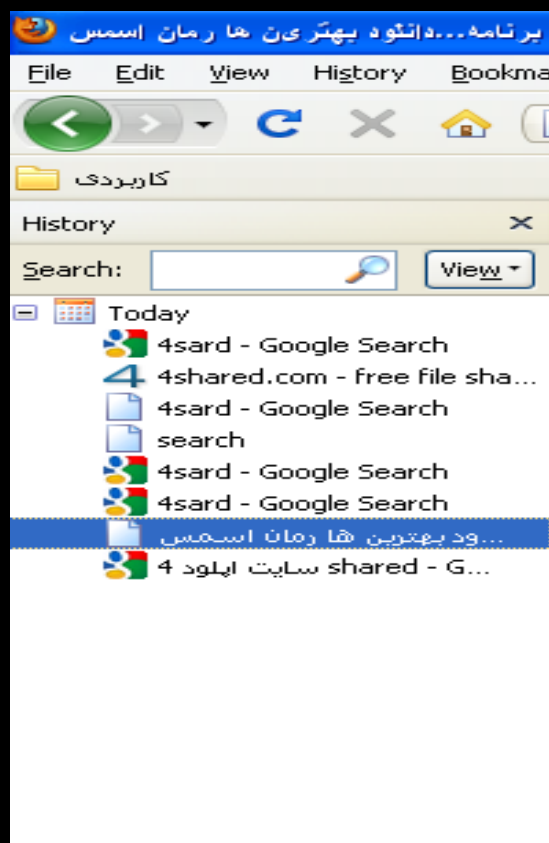 برنامه...دانلود بهتری‌ن ها رمان اسمس
File Edit View History Bookma
کاربردی
History
Search: View
Today
4sard - Google Search
4shared.com - free file sha...
4sard - Google Search
search
4sard - Google Search
4sard - Google Search
ود بهترین ها رمان اسمس...
سایت اپلود 4 shared - G...